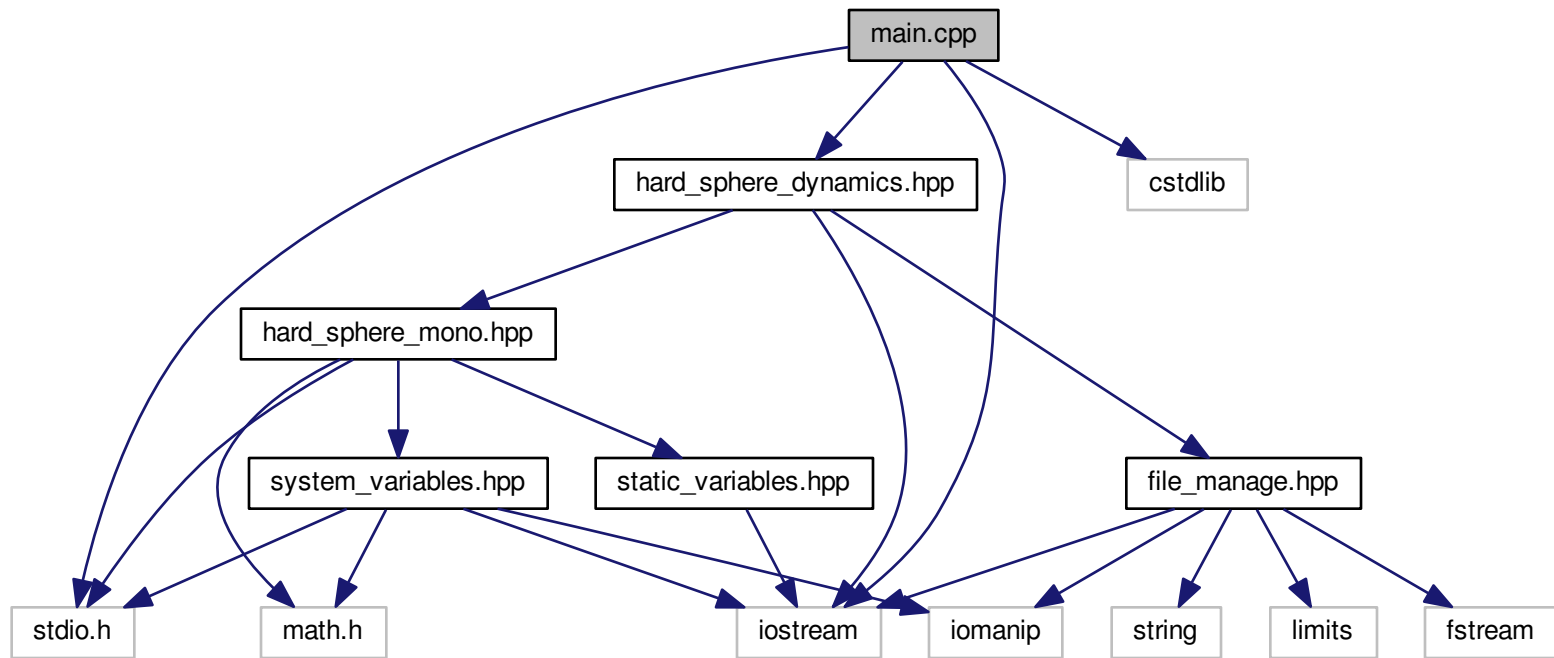 main.cpp
hard_sphere_dynamics.hpp
cstdlib
hard_sphere_mono.hpp
system_variables.hpp
static_variables.hpp
file_manage.hpp
stdio.h
math.h
iostream
iomanip
string
limits
fstream